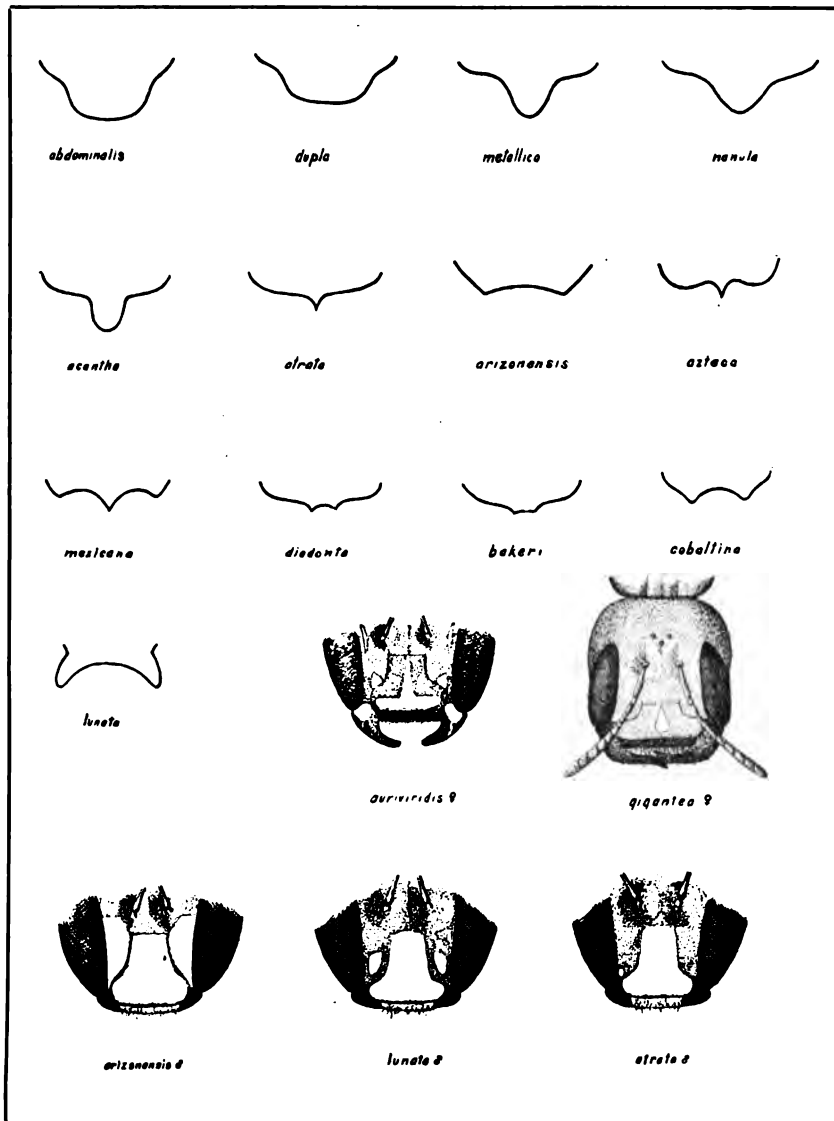 abdominalis
dupla
metallica
nanula
acantha
atrata
arizonensis
azteca
mexicana
diodonta
bakeri
cobaltina
lunata
auriviridis ♀
gigantea ♀
arizonensis ♂
lunata ♂
atrata ♂